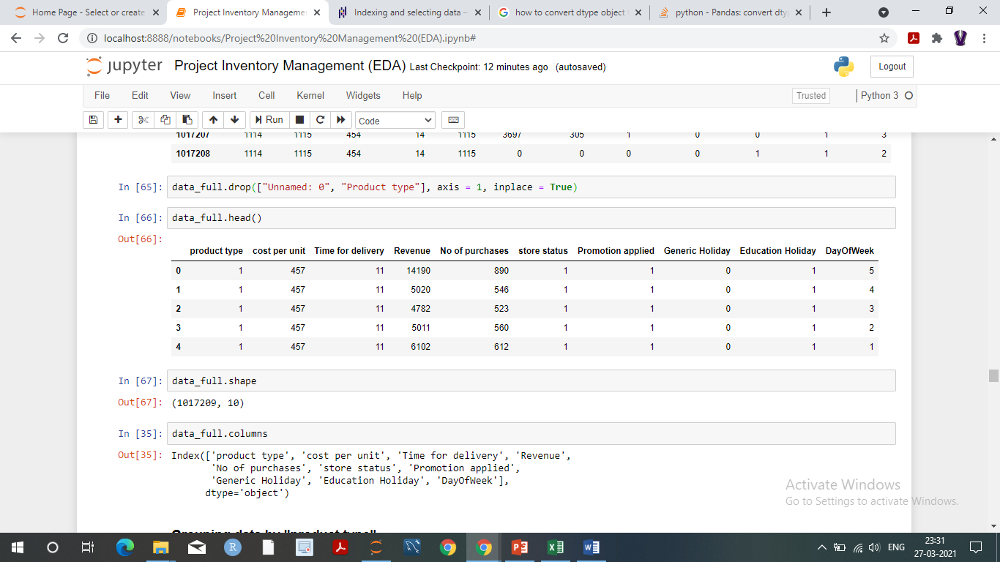 Home Page - Select or create
Project Inventory Manageme
Indexing and selecting data —
how to convert dtype object
python - Pandas: convert dty
localhost:8888/notebooks/Project%20Inventory%20Management%20(EDA).ipynb#
jupyter Project Inventory Management (EDA) Last Checkpoint: 12 minutes ago (autosaved)
Logout
File Edit View Insert Cell Kernel Widgets Help
Trusted Python 3
Run Code
1017207 1114 1115 454 14 1115 3697 305 1 0 0 1 3
1017208 1114 1115 454 14 1115 0 0 0 0 1 1 2
In [65]: data_full.drop(["Unnamed: 0", "Product type"], axis = 1, inplace = True)
In [66]: data_full.head()
Out[66]:
product type cost per unit Time for delivery Revenue No of purchases store status Promotion applied Generic Holiday Education Holiday DayOfWeek
0 1 457 11 14190 890 1 1 0 1 5
1 1 457 11 5020 546 1 1 0 1 4
2 1 457 11 4782 523 1 1 0 1 3
3 1 457 11 5011 560 1 1 0 1 2
4 1 457 11 6102 612 1 1 0 1 1
In [67]: data_full.shape
Out[67]: (1017209, 10)
In [35]: data_full.columns
Out[35]: Index(['product type', 'cost per unit', 'Time for delivery', 'Revenue',
'No of purchases', 'store status', 'Promotion applied',
'Generic Holiday', 'Education Holiday', 'DayOfWeek'],
dtype='object')
Activate Windows
Go to Settings to activate Windows.
Grouping data by "product type"
ENG
23:31
27-03-2021